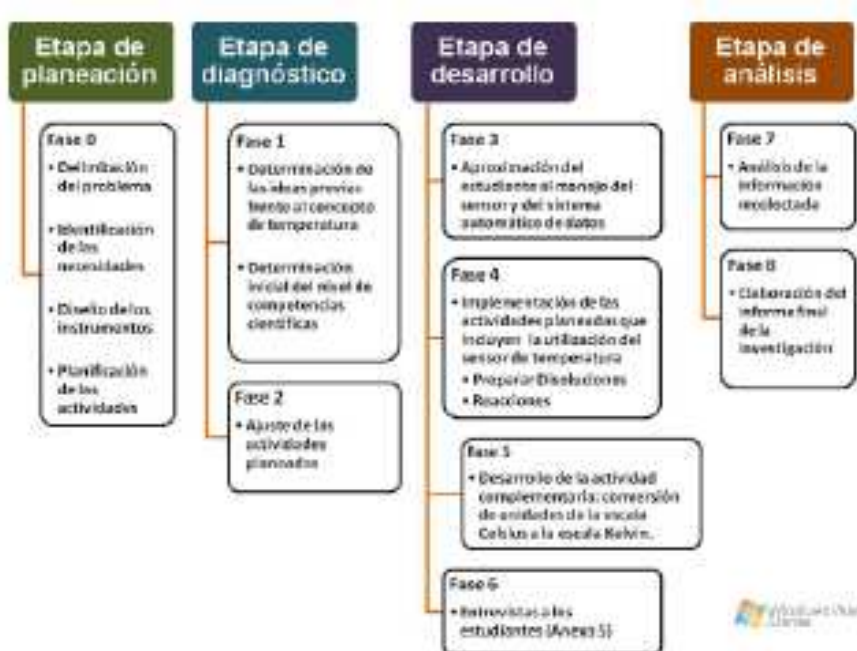 Etapa de
planeación
Fase 0
• Delimitación
del problema
• Identificación
de las
necesidades
• Diseño de los
instrumentos
• Planificación
de las
actividades
Etapa de
diagnóstico
Fase 1
• Determinación de
las ideas previas
frente al concepto
de temperatura
• Determinación
inicial del nivel de
competencias
científicas
Fase 2
• Ajuste de las
actividades
planeadas
Etapa de
desarrollo
Fase 3
• Aproximación del
estudiante al manejo del
sensor y del sistema
automático de datos
Fase 4
• Implementación de las
actividades planeadas que
incluyen la utilización del
sensor de temperatura
• Preparar Disoluciones
• Reacciones
Fase 5
• Desarrollo de la actividad
complementaria: conversión
de unidades de la escala
Celsius a la escala Kelvin.
Fase 6
• Entrevistas a los
estudiantes (Anexo 5)
Etapa de
análisis
Fase 7
• Análisis de la
información
recolectada
Fase 8
• Elaboración del
informe final
de la
investigación